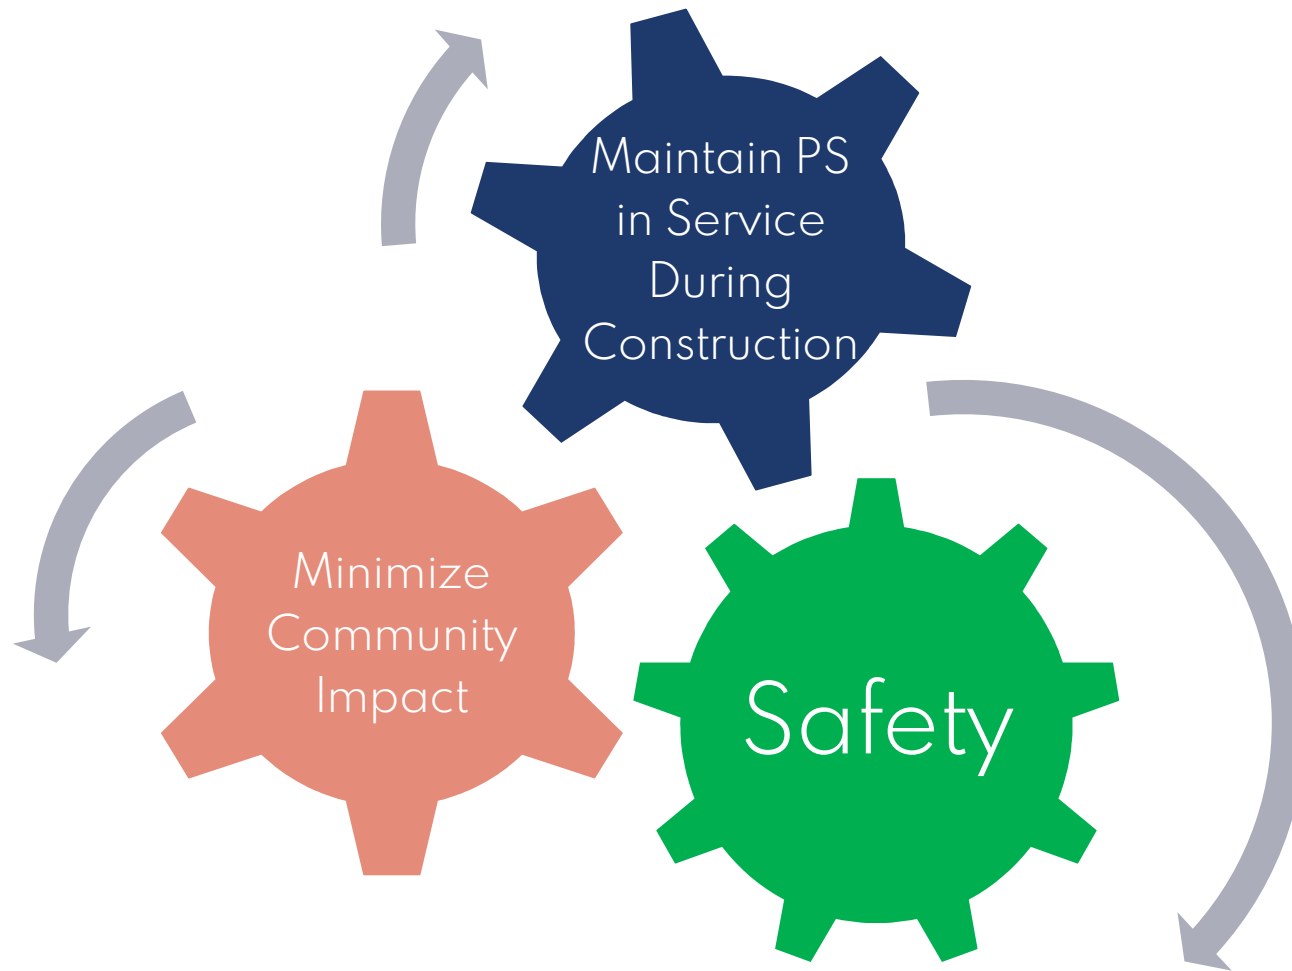 Maintain PS
in Service
During
Construction
Minimize
Community
Impact
Safety